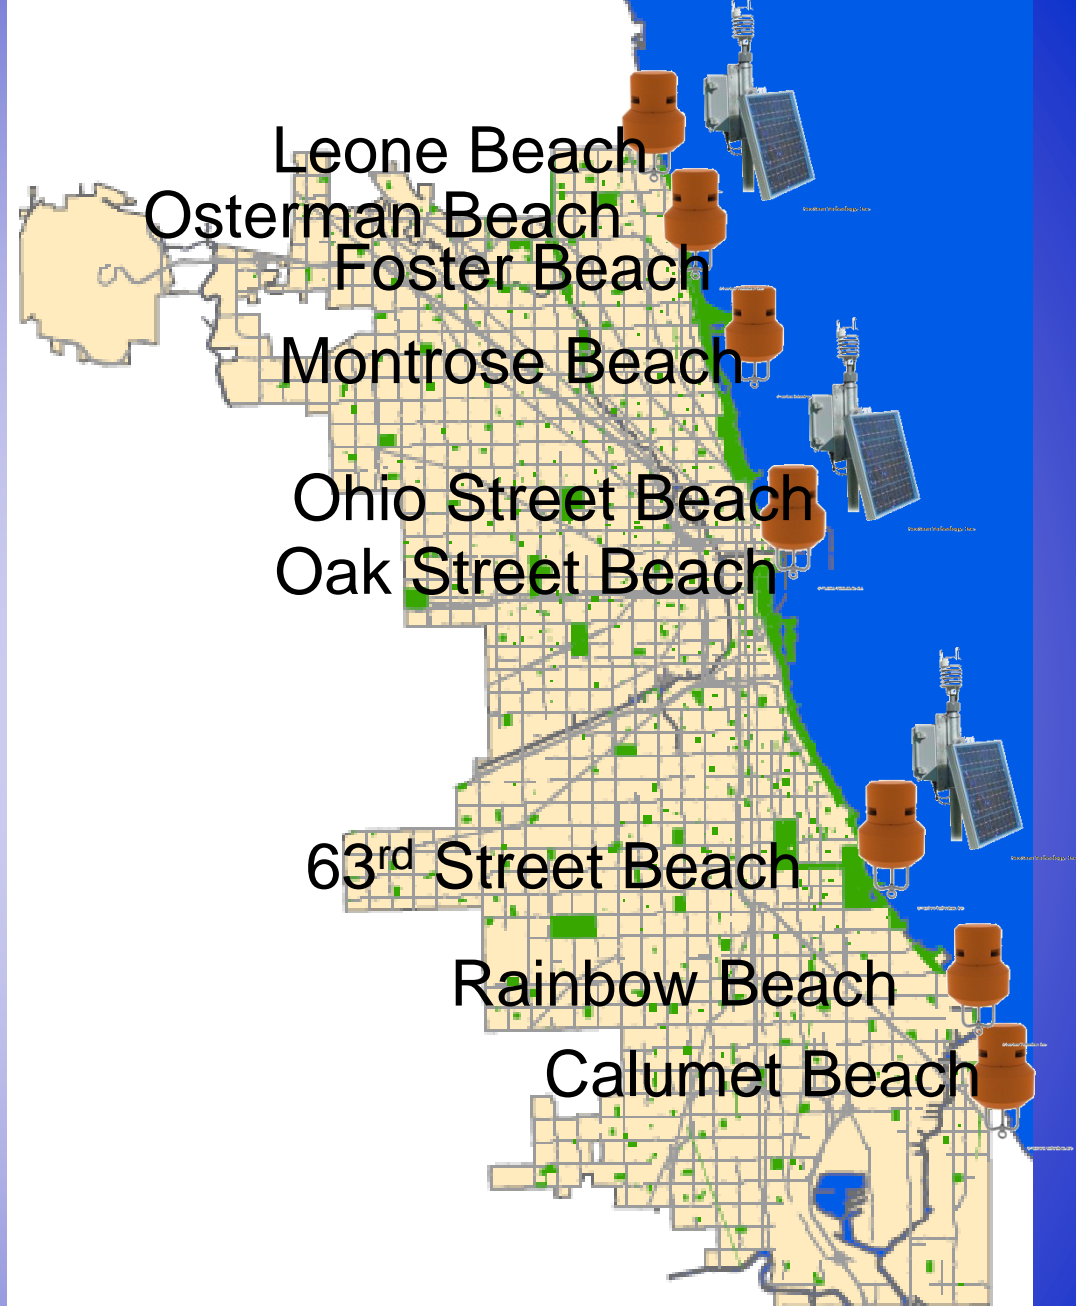 Leone Beach
Osterman Beach
Foster Beach
Montrose Beach
Ohio Street Beach
Oak Street Beach
63rd Street Beach
Rainbow Beach
Calumet Beach